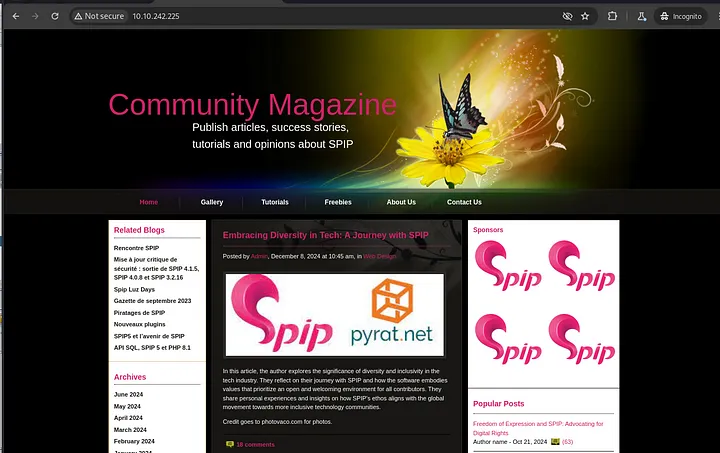 Not secure 10.10.242.225
Incognito
Community Magazine
Publish articles, success stories,
tutorials and opinions about SPIP
Home Gallery Tutorials Freebies About Us Contact Us
Related Blogs
Rencontre SPIP
Mise à jour critique de
sécurité : sortie de SPIP 4.1.5,
SPIP 4.0.8 et SPIP 3.2.16
Spip Luz Days
Gazette de septembre 2023
Piratages de SPIP
Nouveaux plugins
SPIP5 et l'avenir de SPIP
API SQL, SPIP 5 et PHP 8.1
Archives
June 2024
May 2024
April 2024
March 2024
February 2024
January 2024
Embracing Diversity in Tech: A Journey with SPIP
Posted by Admin, December 8, 2024 at 10:45 am, in Web Design
Spip
pyrat.net
In this article, the author explores the significance of diversity and inclusivity in the
tech industry. They reflect on their journey with SPIP and how the software embodies
values that prioritize an open and welcoming environment for all contributors. They
share personal experiences and insights on how SPIP's ethos aligns with the global
movement towards more inclusive technology communities.
Credit goes to photovaco.com for photos.
18 comments
Sponsors
Spip Spip
Spip Spip
Popular Posts
Freedom of Expression and SPIP: Advocating for
Digital Rights
Author name - Oct 21, 2024 (63)